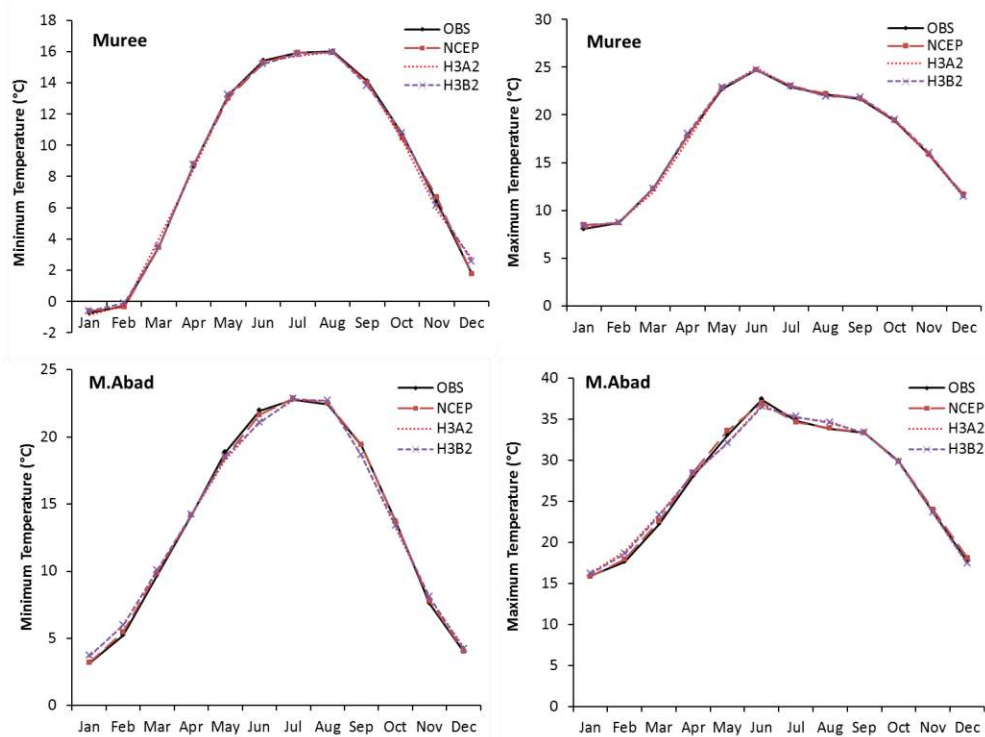 Muree
OBS
NCEP
H3A2
H3B2
Minimum Temperature (°C)
18
16
14
12
10
8
6
4
2
0
-2
Jan Feb Mar Apr May Jun Jul Aug Sep Oct Nov Dec
Muree
OBS
NCEP
H3A2
H3B2
Maximum Temperature (°C)
30
25
20
15
10
5
0
Jan Feb Mar Apr May Jun Jul Aug Sep Oct Nov Dec
M.Abad
OBS
NCEP
H3A2
H3B2
Minimum Temperature (°C)
25
20
15
10
5
0
Jan Feb Mar Apr May Jun Jul Aug Sep Oct Nov Dec
M.Abad
OBS
NCEP
H3A2
H3B2
Maximum Temperature (°C)
40
35
30
25
20
15
10
5
0
Jan Feb Mar Apr May Jun Jul Aug Sep Oct Nov Dec